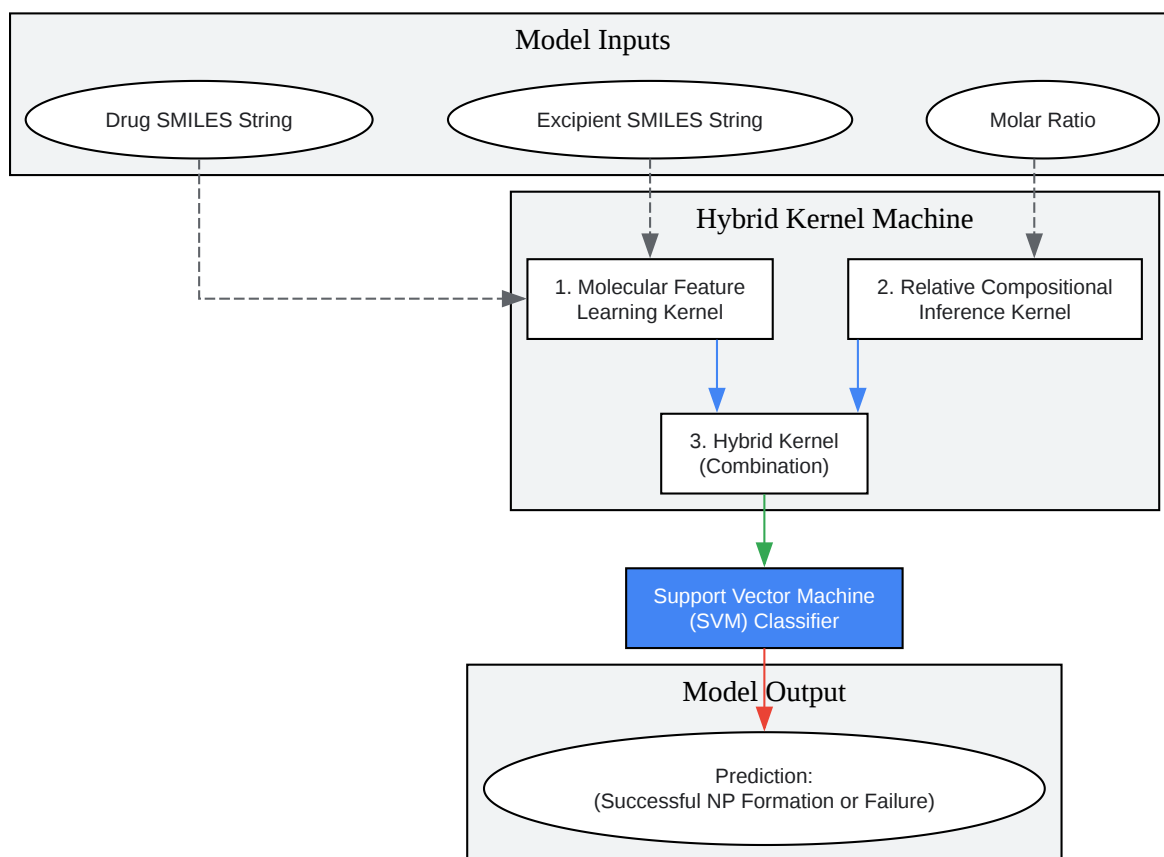 Model Inputs
Drug SMILES String
Excipient SMILES String
Molar Ratio
Hybrid Kernel Machine
1. Molecular Feature
Learning Kernel
2. Relative Compositional
Inference Kernel
3. Hybrid Kernel
(Combination)
Support Vector Machine
(SVM) Classifier
Model Output
Prediction:
(Successful NP Formation or Failure)